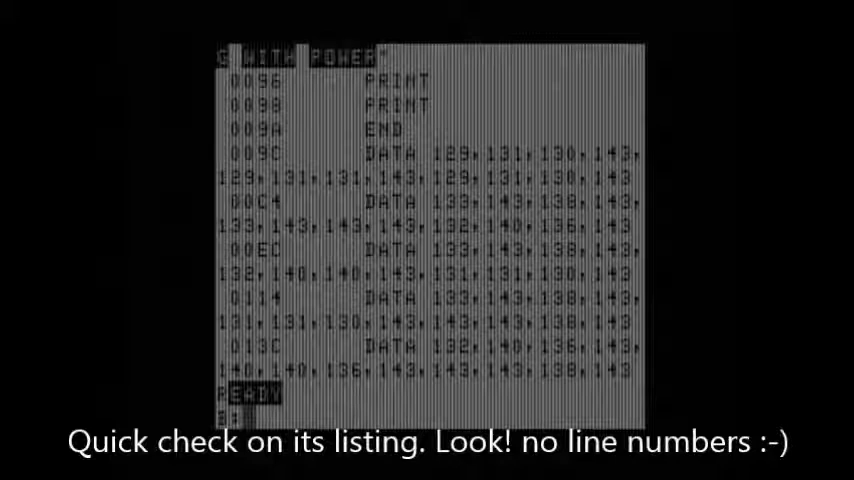 G WITH POWER"
0096 PRINT
0098 PRINT
009A END
009C DATA 129,131,130,143,
129,131,131,143,129,131,130,143
00C4 DATA 133,143,138,143,
133,143,143,143,132,140,136,143
00EC DATA 133,143,138,143,
132,140,140,143,131,131,130,143
0114 DATA 133,143,138,143,
131,131,130,143,143,143,138,143
013C DATA 132,140,136,143,
140,140,136,143,143,143,138,143
READY
Quick check on its listing. Look! no line numbers :-)